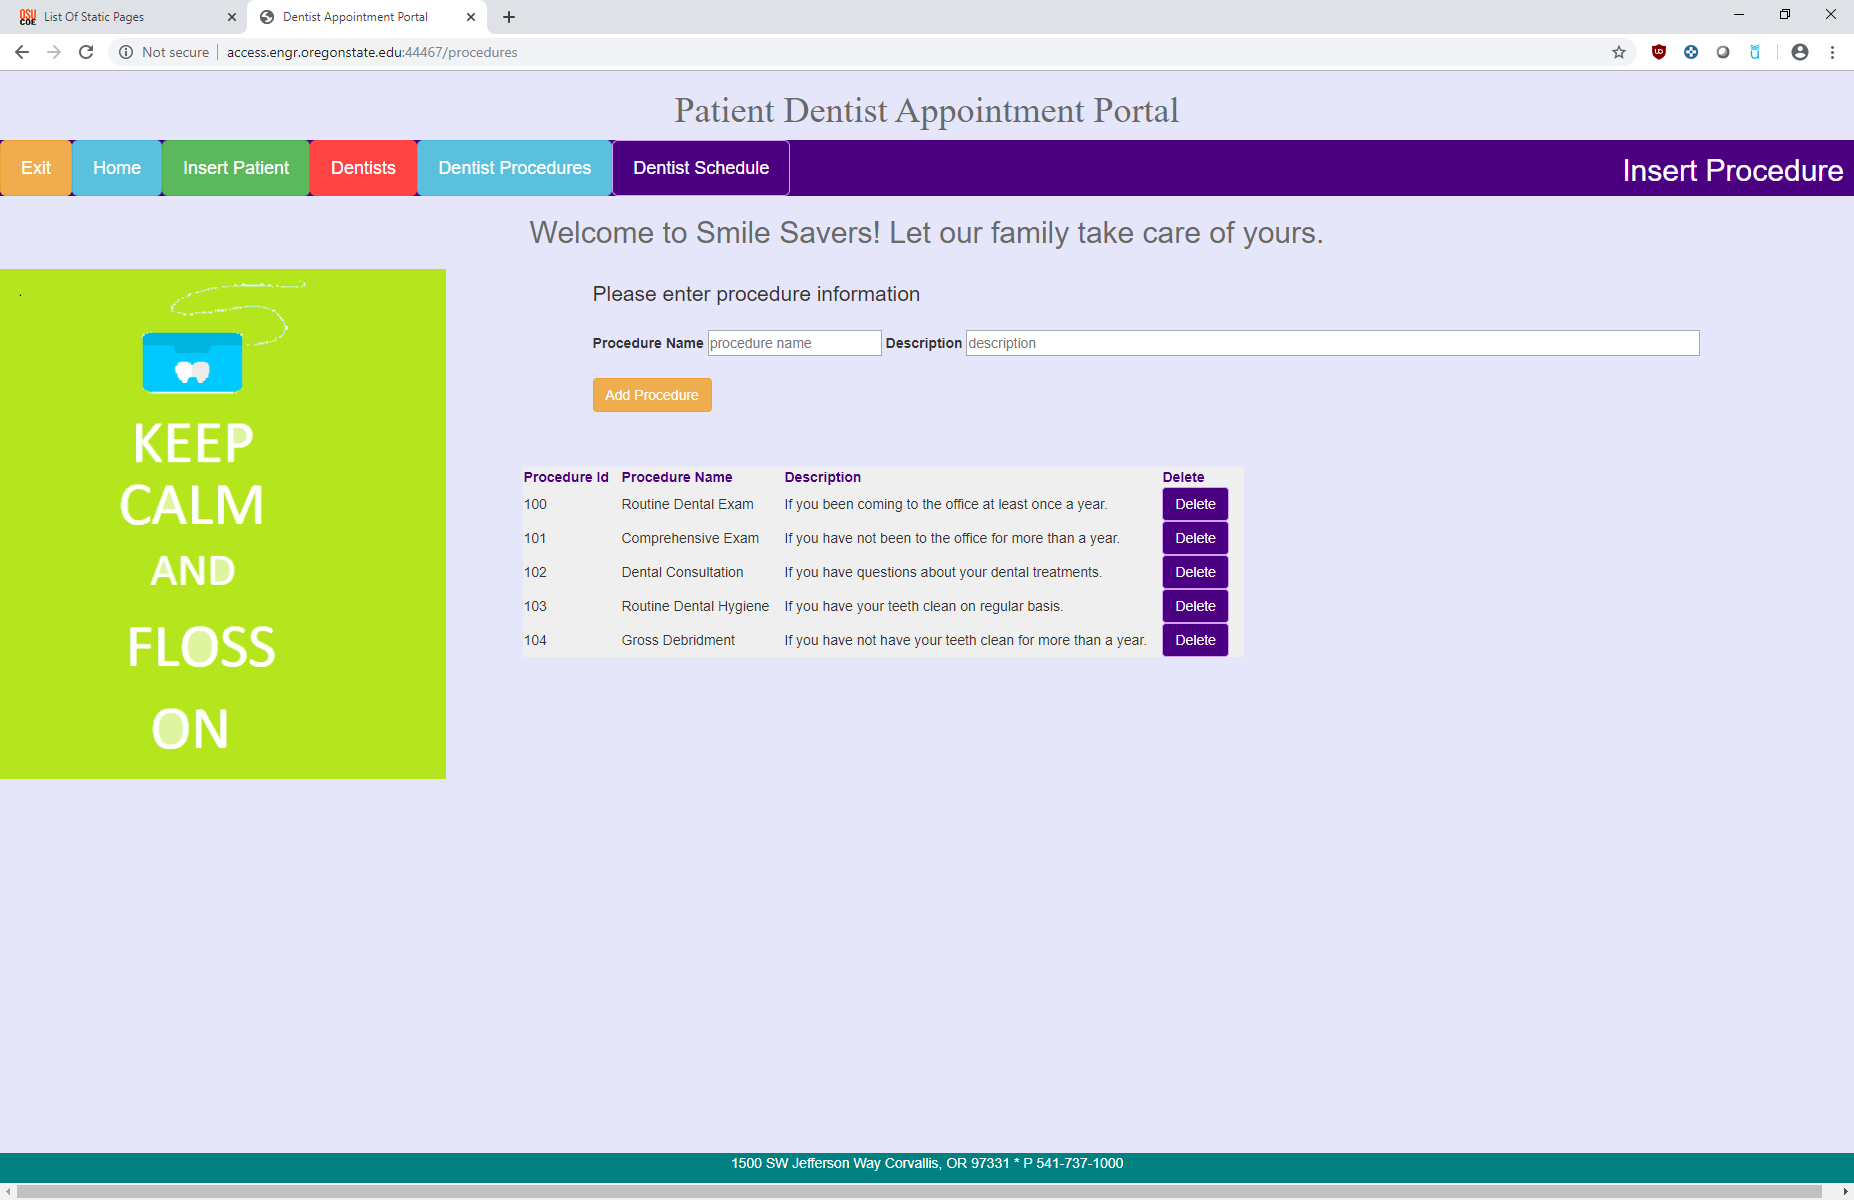 OSU COE List Of Static Pages
Dentist Appointment Portal
Not secure | access.engr.oregonstate.edu:44467/procedures
Patient Dentist Appointment Portal
Exit Home Insert Patient Dentists Dentist Procedures Dentist Schedule Insert Procedure
Welcome to Smile Savers! Let our family take care of yours.
KEEP
CALM
AND
FLOSS
ON
Please enter procedure information
Procedure Name procedure name Description description
Add Procedure
Procedure Id Procedure Name Description Delete
100 Routine Dental Exam If you been coming to the office at least once a year. Delete
101 Comprehensive Exam If you have not been to the office for more than a year. Delete
102 Dental Consultation If you have questions about your dental treatments. Delete
103 Routine Dental Hygiene If you have your teeth clean on regular basis. Delete
104 Gross Debridment If you have not have your teeth clean for more than a year. Delete
1500 SW Jefferson Way Corvallis, OR 97331 * P 541-737-1000